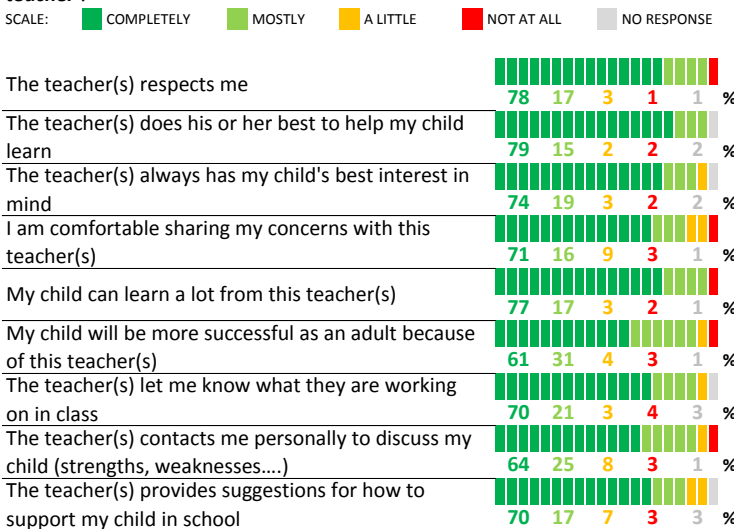 SCALE: COMPLETELY MOSTLY A LITTLE NOT AT ALL NO RESPONSE
The teacher(s) respects me
78 17 3 1 1 %
The teacher(s) does his or her best to help my child
learn
79 15 2 2 2 %
The teacher(s) always has my child's best interest in
mind
74 19 3 2 2 %
I am comfortable sharing my concerns with this
teacher(s)
71 16 9 3 1 %
My child can learn a lot from this teacher(s)
77 17 3 2 1 %
My child will be more successful as an adult because
of this teacher(s)
61 31 4 3 1 %
The teacher(s) let me know what they are working
on in class
70 21 3 4 3 %
The teacher(s) contacts me personally to discuss my
child (strengths, weaknesses....)
64 25 8 3 1 %
The teacher(s) provides suggestions for how to
support my child in school
70 17 7 3 3 %